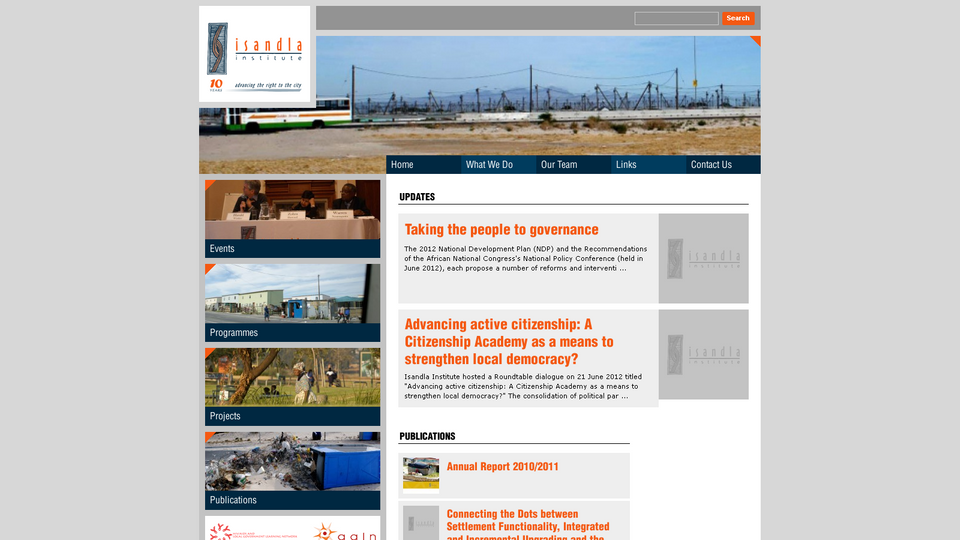 Search
isandla
institute
10
YEARS
advancing the right to the city
Home
What We Do
Our Team
Links
Contact Us
Events
Programmes
Projects
Publications
UPDATES
Taking the people to governance
The 2012 National Development Plan (NDP) and the Recommendations
of the African National Congress's National Policy Conference (held in
June 2012), each propose a number of reforms and interventi ...
isandla
institute
Advancing active citizenship: A
Citizenship Academy as a means to
strengthen local democracy?
Isandla Institute hosted a Roundtable dialogue on 21 June 2012 titled
"Advancing active citizenship: A Citizenship Academy as a means to
strengthen local democracy?" The consolidation of political par ...
isandla
institute
PUBLICATIONS
Annual Report 2010/2011
Connecting the Dots between
Settlement Functionality, Integrated
and Incremental Upgrading and the